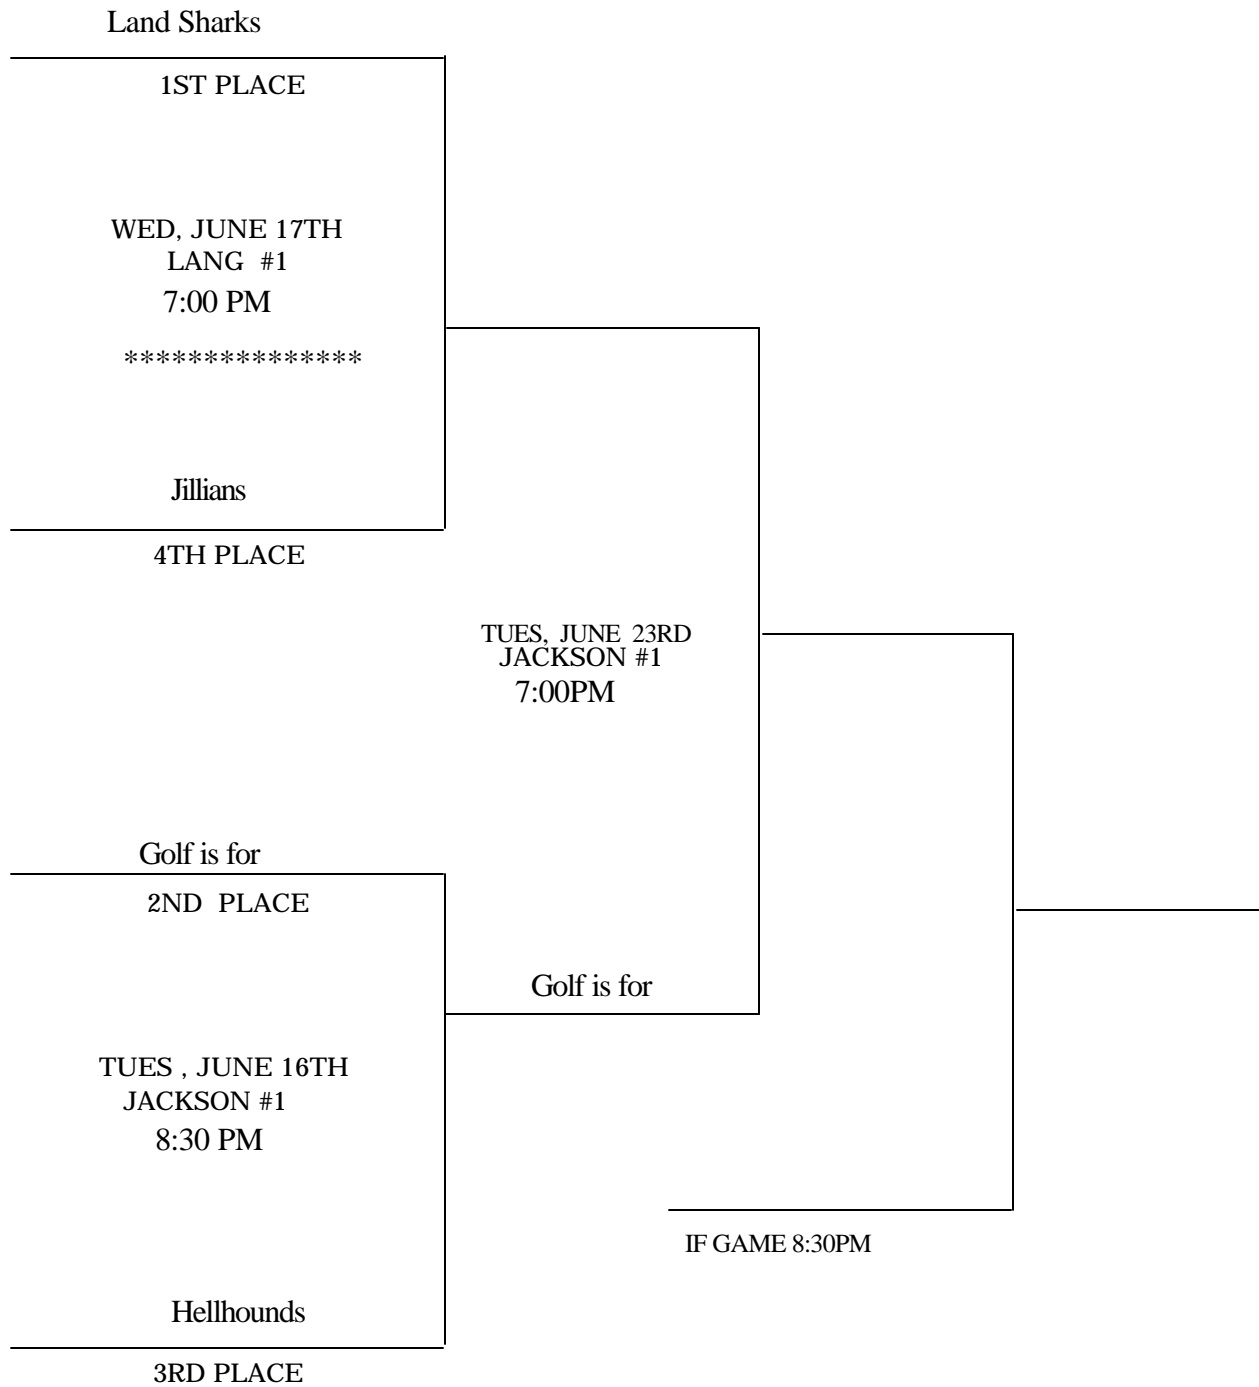 Land Sharks
1ST PLACE
WED, JUNE 17TH
LANG #1
7:00 PM
***************
Jillians
4TH PLACE
TUES, JUNE 23RD
JACKSON #1
7:00PM
Golf is for
2ND PLACE
Golf is for
TUES , JUNE 16TH
JACKSON #1
8:30 PM
IF GAME 8:30PM
Hellhounds
3RD PLACE